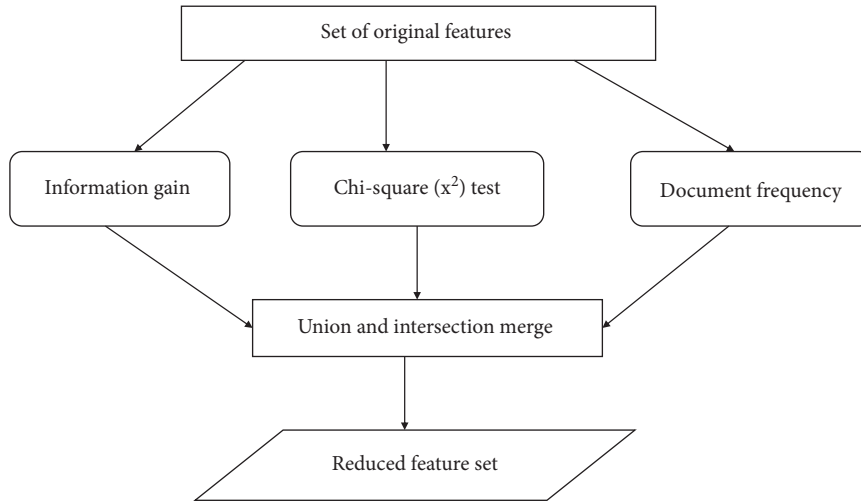 Set of original features
Information gain
Chi-square (x²) test
Document frequency
Union and intersection merge
Reduced feature set